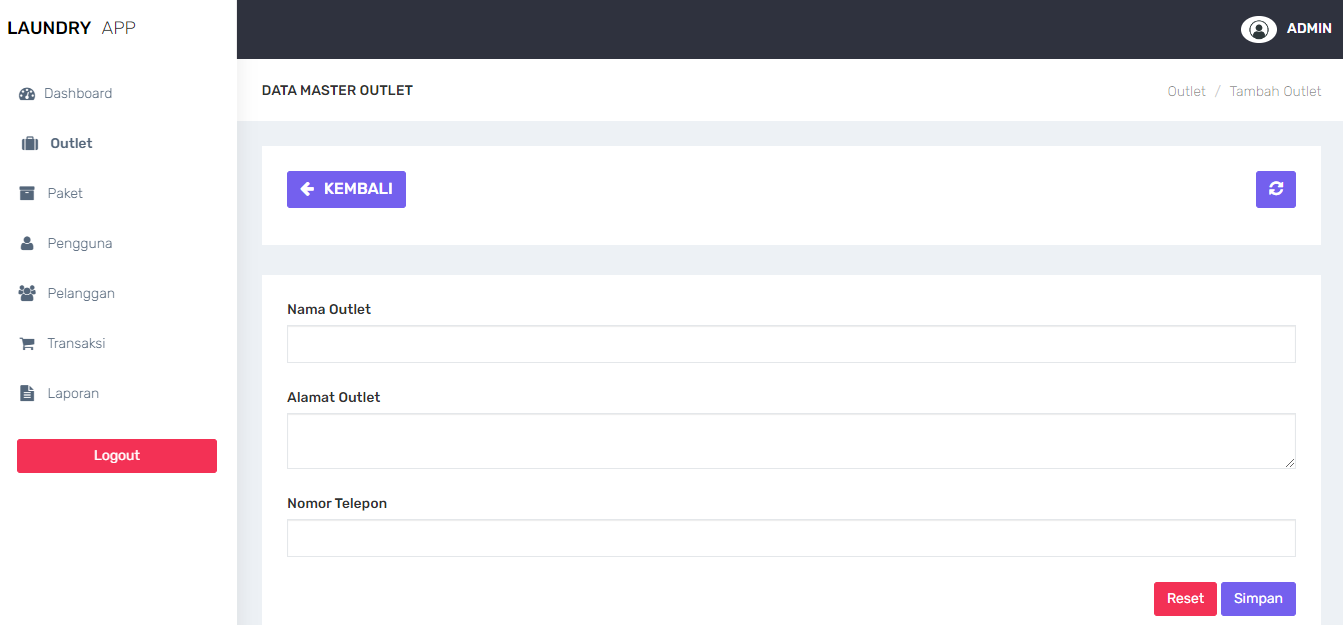 LAUNDRY APP
ADMIN
Dashboard
Outlet
Paket
Pengguna
Pelanggan
Transaksi
Laporan
Logout
DATA MASTER OUTLET
Outlet / Tambah Outlet
KEMBALI
Nama Outlet
Alamat Outlet
Nomor Telepon
Reset Simpan